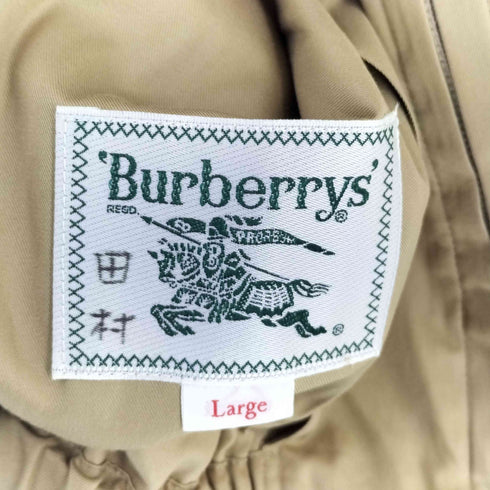 'Burberrys'®
REGD.
PRORSUM
田
村
®
Large